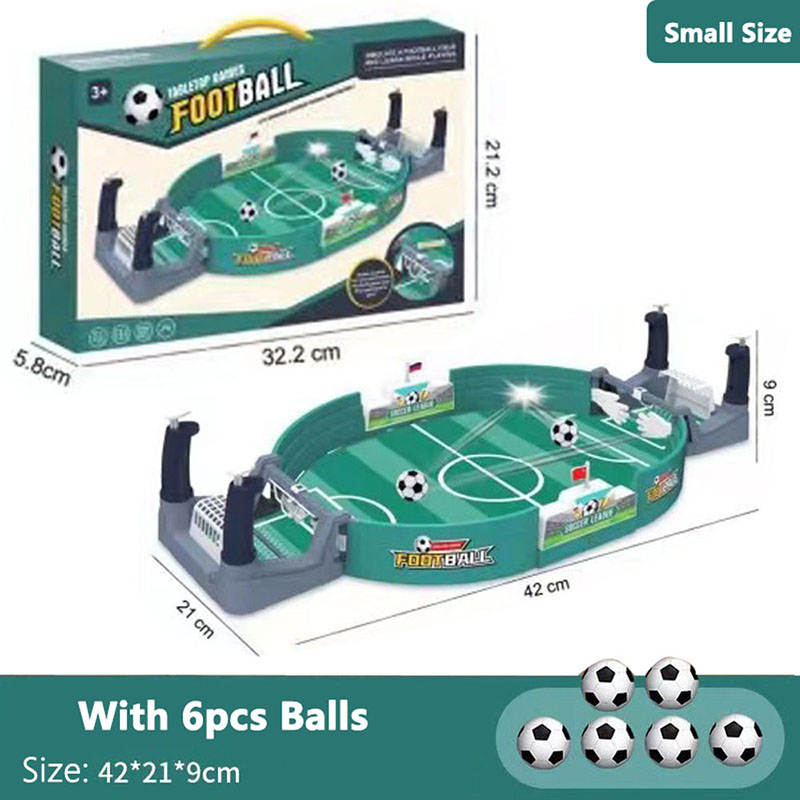 Small Size
3+
TABLETOP GAMES
FOOTBALL
FOOTBALL
FOOTBALL
21.2 cm
5.8cm
32.2 cm
SOCCER LEAGUE
9 cm
SOCCER LEAGUE
FOOTBALL
21 cm
42 cm
With 6pcs Balls
Size: 42*21*9cm